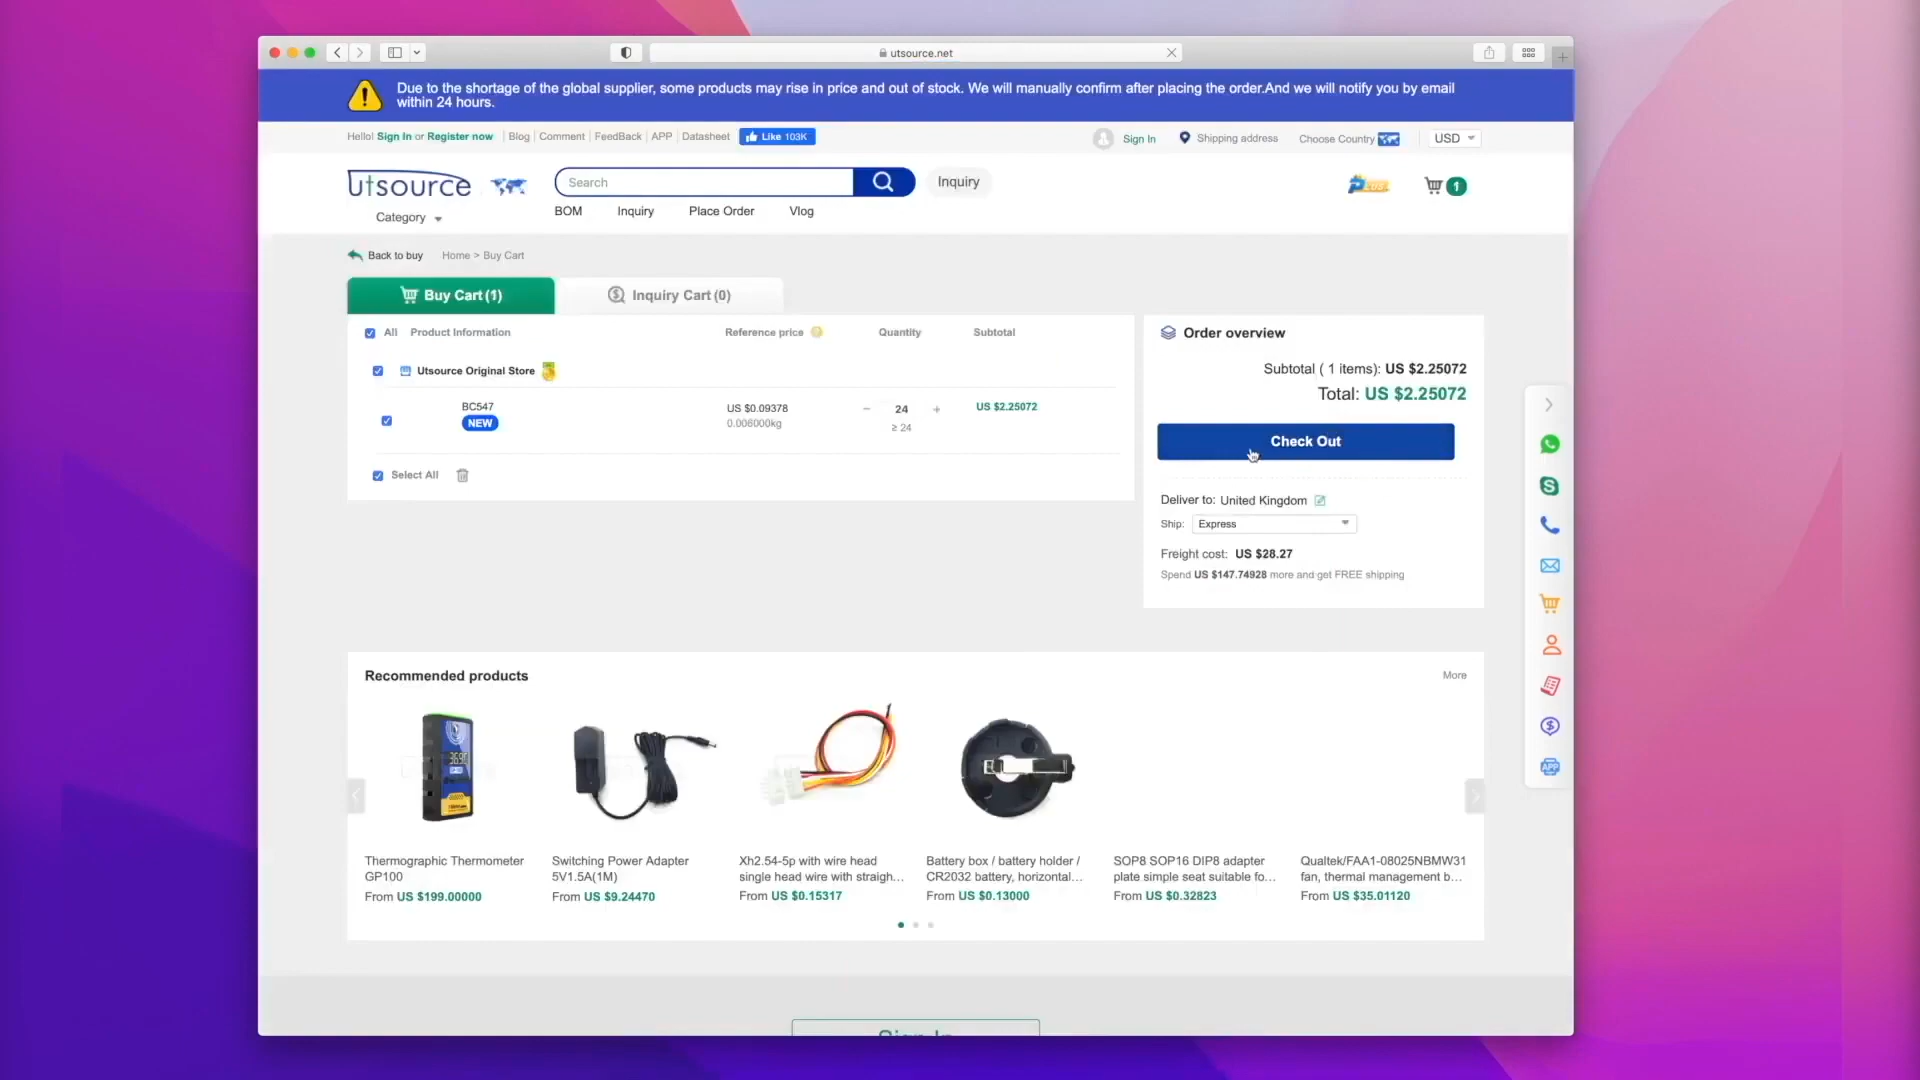 utsource.net
Due to the shortage of the global supplier, some products may rise in price and out of stock. We will manually confirm after placing the order.And we will notify you by email
within 24 hours.
Hello! Sign In or Register now | Blog | Comment | FeedBack | APP | Datasheet Like 103K
Sign In Shipping address Choose Country USD
utsource
Search
Inquiry
PLUS
1
Category
BOM Inquiry Place Order Vlog
Back to buy Home > Buy Cart
Buy Cart(1) Inquiry Cart(0)
All Product Information Reference price Quantity Subtotal
Utsource Original Store
BC547
NEW
US $0.09378
0.006000kg
− 24 +
≥ 24
US $2.25072
Select All
Order overview
Subtotal ( 1 items): US $2.25072
Total: US $2.25072
Check Out
Deliver to: United Kingdom
Ship: Express
Freight cost: US $28.27
Spend US $147.74928 more and get FREE shipping
APP
Recommended products
More
Thermographic Thermometer
GP100
From US $199.00000
Switching Power Adapter
5V1.5A(1M)
From US $9.24470
Xh2.54-5p with wire head
single head wire with straigh...
From US $0.15317
Battery box / battery holder /
CR2032 battery, horizontal...
From US $0.13000
SOP8 SOP16 DIP8 adapter
plate simple seat suitable fo...
From US $0.32823
Qualtek/FAA1-08025NBMW31
fan, thermal management b...
From US $35.01120
Sign In